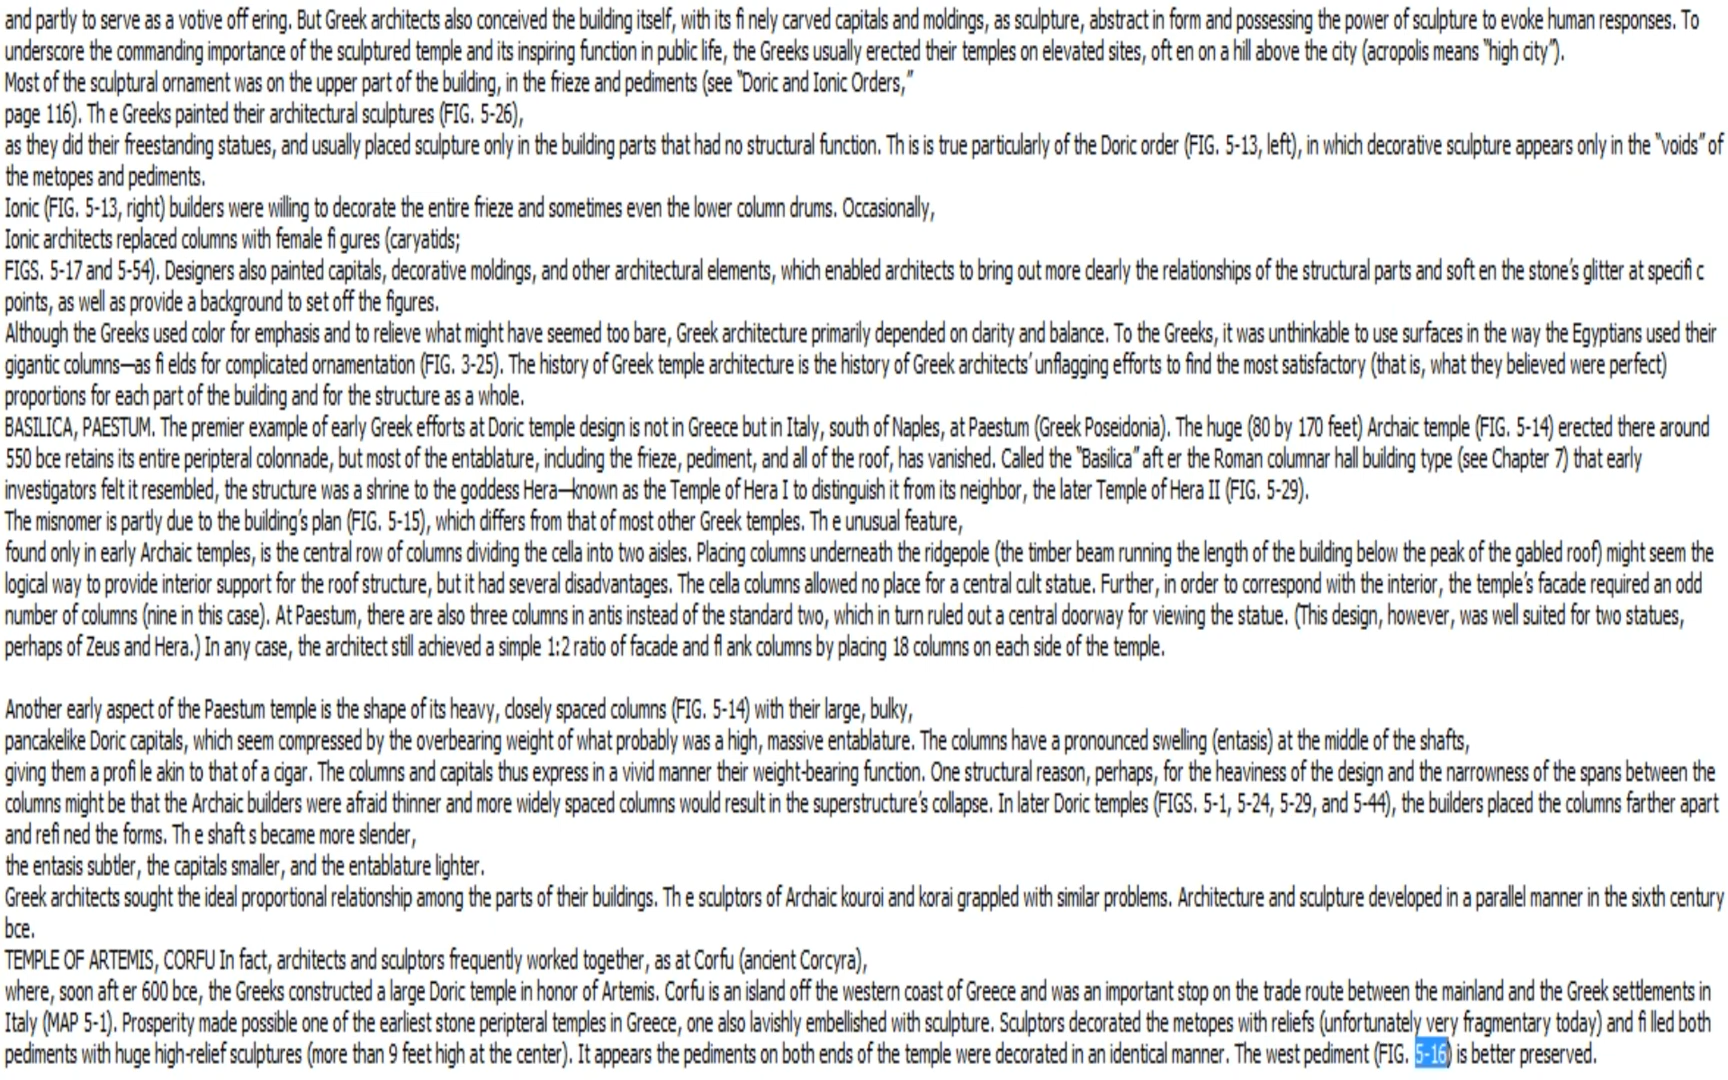 and partly to serve as a votive off ering. But Greek architects also conceived the building itself, with its fi nely carved capitals and moldings, as sculpture, abstract in form and possessing the power of sculpture to evoke human responses. To
underscore the commanding importance of the sculptured temple and its inspiring function in public life, the Greeks usually erected their temples on elevated sites, oft en on a hill above the city (acropolis means “high city”).
Most of the sculptural ornament was on the upper part of the building, in the frieze and pediments (see “Doric and Ionic Orders,”
page 116). Th e Greeks painted their architectural sculptures (FIG. 5-26),
as they did their freestanding statues, and usually placed sculpture only in the building parts that had no structural function. Th is is true particularly of the Doric order (FIG. 5-13, left), in which decorative sculpture appears only in the “voids” of
the metopes and pediments.
Ionic (FIG. 5-13, right) builders were willing to decorate the entire frieze and sometimes even the lower column drums. Occasionally,
Ionic architects replaced columns with female fi gures (caryatids;
FIGS. 5-17 and 5-54). Designers also painted capitals, decorative moldings, and other architectural elements, which enabled architects to bring out more clearly the relationships of the structural parts and soft en the stone’s glitter at specifi c
points, as well as provide a background to set off the figures.
Although the Greeks used color for emphasis and to relieve what might have seemed too bare, Greek architecture primarily depended on clarity and balance. To the Greeks, it was unthinkable to use surfaces in the way the Egyptians used their
gigantic columns—as fi elds for complicated ornamentation (FIG. 3-25). The history of Greek temple architecture is the history of Greek architects’ unflagging efforts to find the most satisfactory (that is, what they believed were perfect)
proportions for each part of the building and for the structure as a whole.
BASILICA, PAESTUM. The premier example of early Greek efforts at Doric temple design is not in Greece but in Italy, south of Naples, at Paestum (Greek Poseidonia). The huge (80 by 170 feet) Archaic temple (FIG. 5-14) erected there around
550 bce retains its entire peripteral colonnade, but most of the entablature, including the frieze, pediment, and all of the roof, has vanished. Called the “Basilica” aft er the Roman columnar hall building type (see Chapter 7) that early
investigators felt it resembled, the structure was a shrine to the goddess Hera—known as the Temple of Hera I to distinguish it from its neighbor, the later Temple of Hera II (FIG. 5-29).
The misnomer is partly due to the building’s plan (FIG. 5-15), which differs from that of most other Greek temples. Th e unusual feature,
found only in early Archaic temples, is the central row of columns dividing the cella into two aisles. Placing columns underneath the ridgepole (the timber beam running the length of the building below the peak of the gabled roof) might seem the
logical way to provide interior support for the roof structure, but it had several disadvantages. The cella columns allowed no place for a central cult statue. Further, in order to correspond with the interior, the temple’s facade required an odd
number of columns (nine in this case). At Paestum, there are also three columns in antis instead of the standard two, which in turn ruled out a central doorway for viewing the statue. (This design, however, was well suited for two statues,
perhaps of Zeus and Hera.) In any case, the architect still achieved a simple 1:2 ratio of facade and fl ank columns by placing 18 columns on each side of the temple.
Another early aspect of the Paestum temple is the shape of its heavy, closely spaced columns (FIG. 5-14) with their large, bulky,
pancakelike Doric capitals, which seem compressed by the overbearing weight of what probably was a high, massive entablature. The columns have a pronounced swelling (entasis) at the middle of the shafts,
giving them a profi le akin to that of a cigar. The columns and capitals thus express in a vivid manner their weight-bearing function. One structural reason, perhaps, for the heaviness of the design and the narrowness of the spans between the
columns might be that the Archaic builders were afraid thinner and more widely spaced columns would result in the superstructure’s collapse. In later Doric temples (FIGS. 5-1, 5-24, 5-29, and 5-44), the builders placed the columns farther apart
and refi ned the forms. Th e shaft s became more slender,
the entasis subtler, the capitals smaller, and the entablature lighter.
Greek architects sought the ideal proportional relationship among the parts of their buildings. Th e sculptors of Archaic kouroi and korai grappled with similar problems. Architecture and sculpture developed in a parallel manner in the sixth century
bce.
TEMPLE OF ARTEMIS, CORFU In fact, architects and sculptors frequently worked together, as at Corfu (ancient Corcyra),
where, soon aft er 600 bce, the Greeks constructed a large Doric temple in honor of Artemis. Corfu is an island off the western coast of Greece and was an important stop on the trade route between the mainland and the Greek settlements in
Italy (MAP 5-1). Prosperity made possible one of the earliest stone peripteral temples in Greece, one also lavishly embellished with sculpture. Sculptors decorated the metopes with reliefs (unfortunately very fragmentary today) and fi lled both
pediments with huge high-relief sculptures (more than 9 feet high at the center). It appears the pediments on both ends of the temple were decorated in an identical manner. The west pediment (FIG. 5-16) is better preserved.